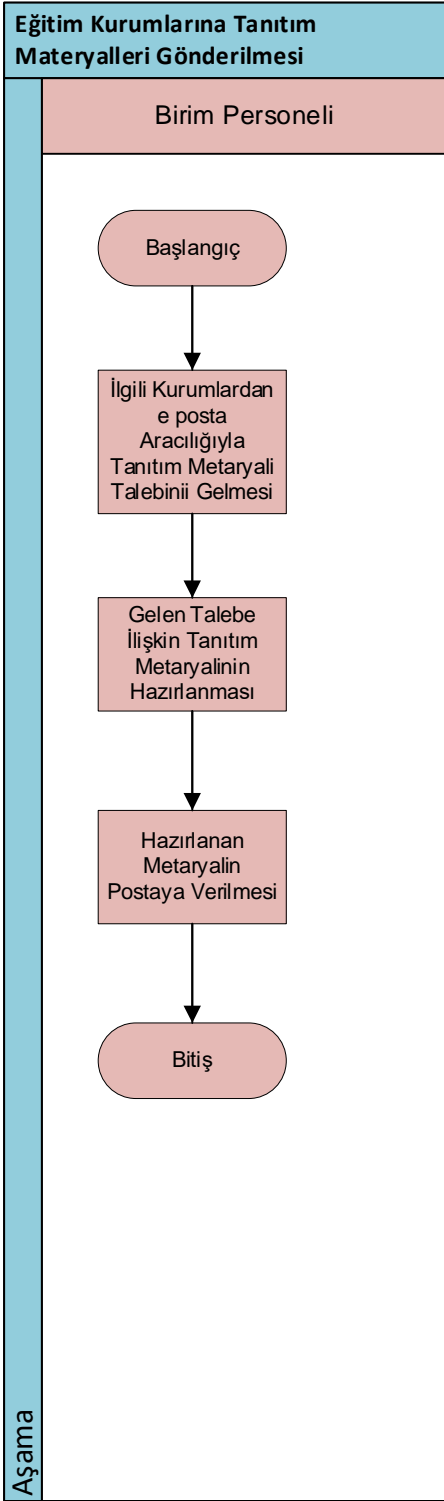 Eğitim Kurumlarına Tanıtım
Materyalleri Gönderilmesi
Birim Personeli
Başlangıç
İlgili Kurumlardan
e posta
Aracılığıyla
Tanıtım Metaryali
Talebinii Gelmesi
Gelen Talebe
İlişkin Tanıtım
Metaryalinin
Hazırlanması
Hazırlanan
Metaryalin
Postaya Verilmesi
Bitiş
Aşama